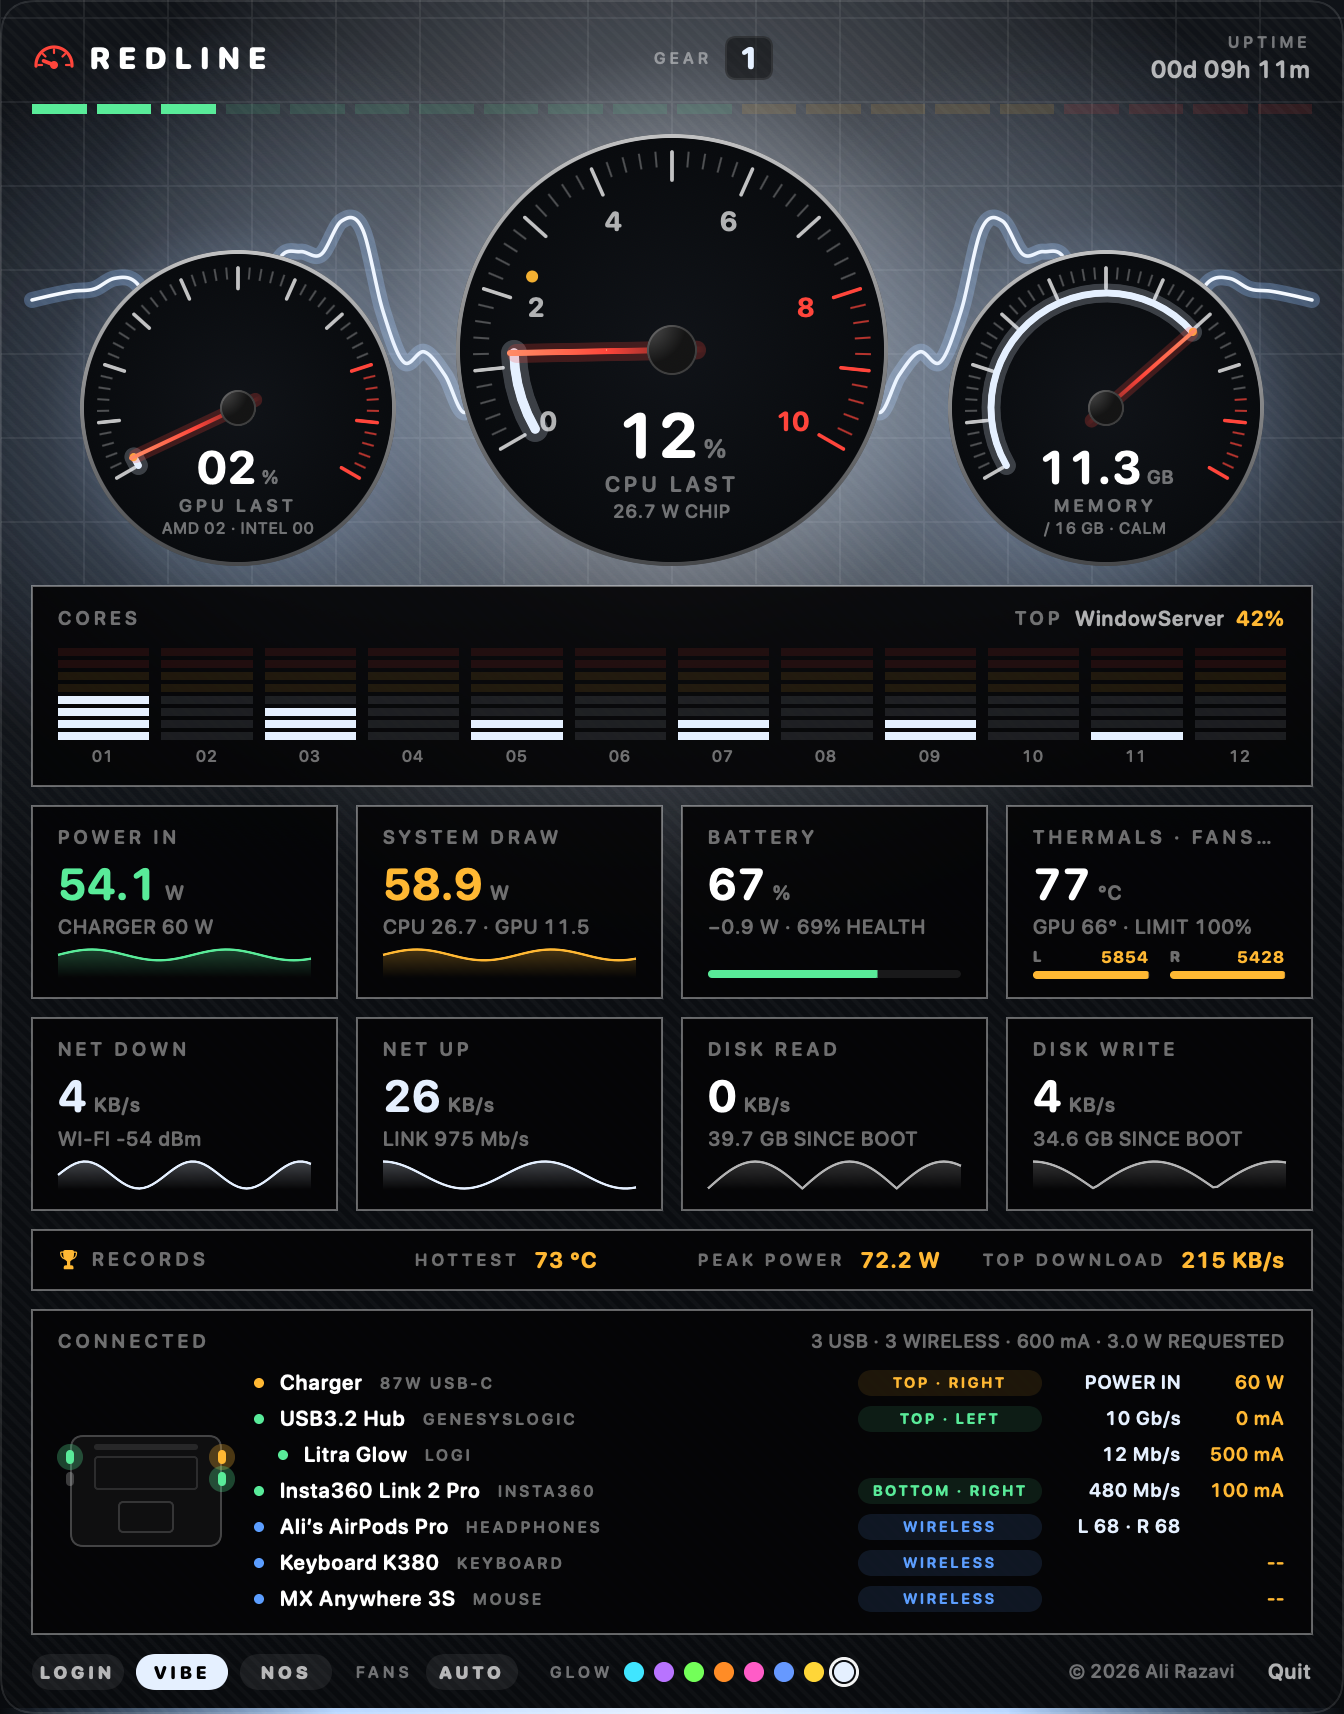 REDLINE
GEAR 1
UPTIME
00d 09h 11m
4 6
2 8
0 10
12 %
CPU LAST
26.7 W CHIP
02 %
GPU LAST
AMD 02 · INTEL 00
11.3 GB
MEMORY
/ 16 GB · CALM
CORES TOP WindowServer 42%
01 02 03 04 05 06 07 08 09 10 11 12
POWER IN
54.1 W
CHARGER 60 W
SYSTEM DRAW
58.9 W
CPU 26.7 · GPU 11.5
BATTERY
67 %
−0.9 W · 69% HEALTH
THERMALS · FANS…
77 °C
GPU 66° · LIMIT 100%
L 5854 R 5428
NET DOWN
4 KB/s
WI-FI -54 dBm
NET UP
26 KB/s
LINK 975 Mb/s
DISK READ
0 KB/s
39.7 GB SINCE BOOT
DISK WRITE
4 KB/s
34.6 GB SINCE BOOT
RECORDS HOTTEST 73 °C PEAK POWER 72.2 W TOP DOWNLOAD 215 KB/s
CONNECTED 3 USB · 3 WIRELESS · 600 mA · 3.0 W REQUESTED
Charger 87W USB-C TOP · RIGHT POWER IN 60 W
USB3.2 Hub GENESYSLOGIC TOP · LEFT 10 Gb/s 0 mA
Litra Glow LOGI 12 Mb/s 500 mA
Insta360 Link 2 Pro INSTA360 BOTTOM · RIGHT 480 Mb/s 100 mA
Ali's AirPods Pro HEADPHONES WIRELESS L 68 · R 68
Keyboard K380 KEYBOARD WIRELESS --
MX Anywhere 3S MOUSE WIRELESS --
LOGIN VIBE NOS FANS AUTO GLOW © 2026 Ali Razavi Quit